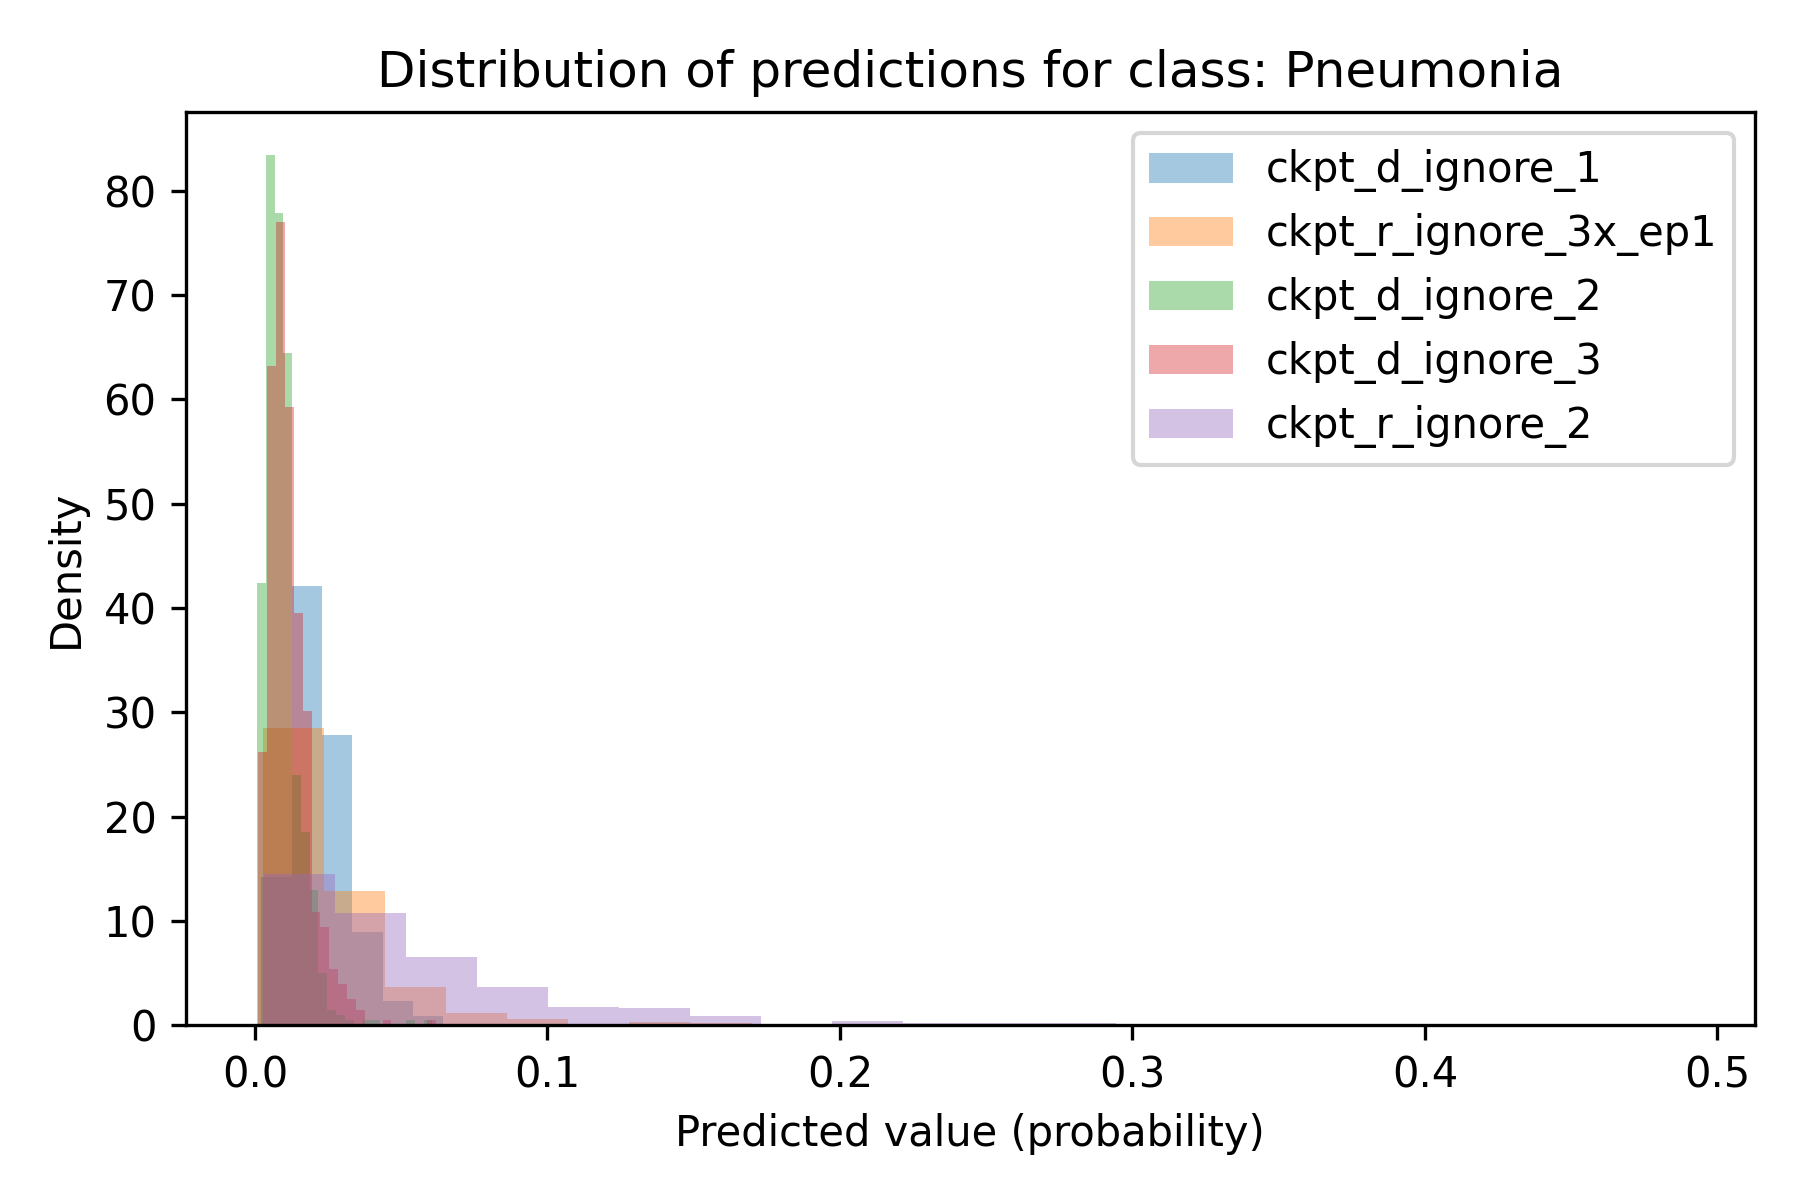 Distribution of predictions for class: Pneumonia
ckpt_d_ignore_1
ckpt_r_ignore_3x_ep1
ckpt_d_ignore_2
ckpt_d_ignore_3
ckpt_r_ignore_2
Density
80
70
60
50
40
30
20
10
0
0.0 0.1 0.2 0.3 0.4 0.5
Predicted value (probability)